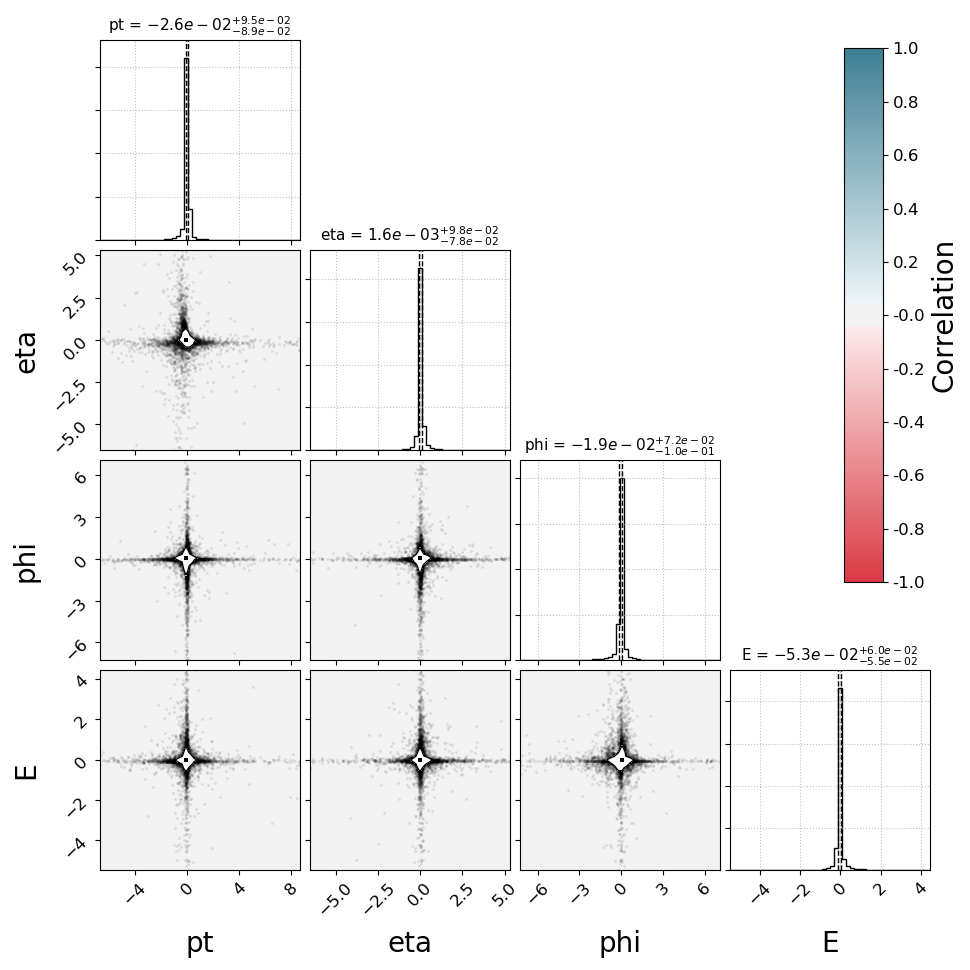 pt = −2.6e−02 +9.5e−02 −8.9e−02
1.0
0.8
0.6
0.4
0.2
-0.0
-0.2
-0.4
-0.6
-0.8
-1.0
Correlation
eta = 1.6e−03 +9.8e−02 −7.8e−02
5.0
2.5
0.0
−2.5
−5.0
eta
phi = −1.9e−02 +7.2e−02 −1.0e−01
6
3
0
−3
−6
phi
E = −5.3e−02 +6.0e−02 −5.5e−02
4
2
0
−2
−4
E
−4 0 4 8
−5.0 −2.5 0.0 2.5 5.0
−6 −3 0 3 6
−4 −2 0 2 4
pt eta phi E